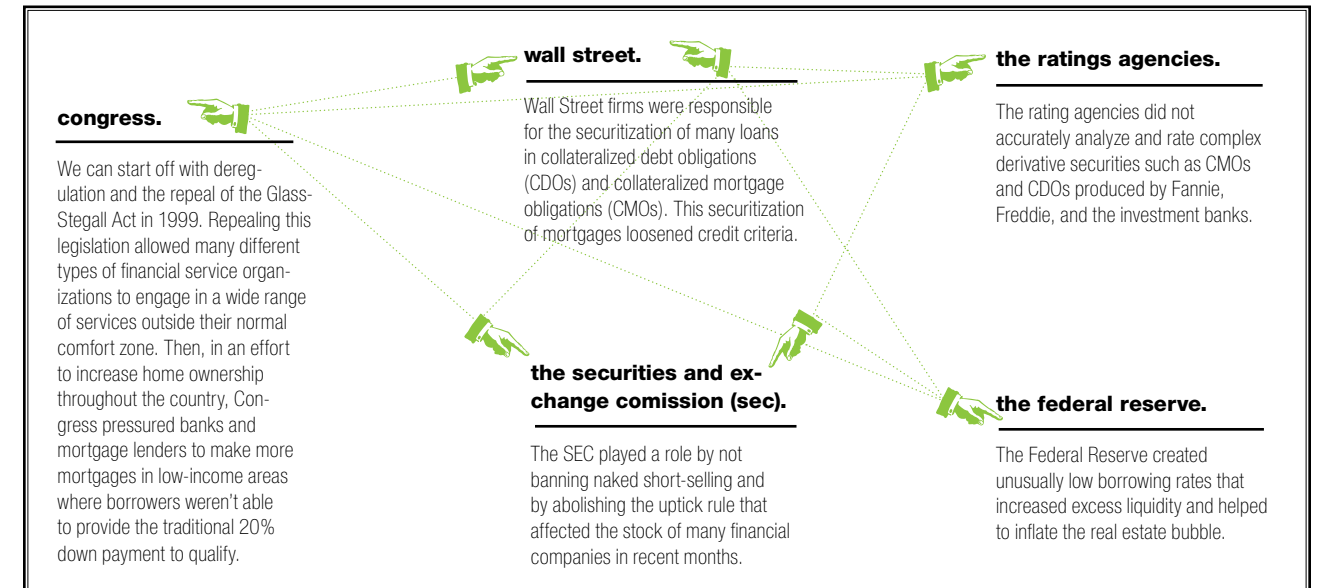 congress.
We can start off with dereg-
ulation and the repeal of the Glass-
Stegall Act in 1999. Repealing this
legislation allowed many different
types of financial service organ-
izations to engage in a wide range
of services outside their normal
comfort zone. Then, in an effort
to increase home ownership
throughout the country, Con-
gress pressured banks and
mortgage lenders to make more
mortgages in low-income areas
where borrowers weren't able
to provide the traditional 20%
down payment to qualify.
wall street.
Wall Street firms were responsible
for the securitization of many loans
in collateralized debt obligations
(CDOs) and collateralized mortgage
obligations (CMOs). This securitization
of mortgages loosened credit criteria.
the ratings agencies.
The rating agencies did not
accurately analyze and rate complex
derivative securities such as CMOs
and CDOs produced by Fannie,
Freddie, and the investment banks.
the securities and ex-
change comission (sec).
The SEC played a role by not
banning naked short-selling and
by abolishing the uptick rule that
affected the stock of many financial
companies in recent months.
the federal reserve.
The Federal Reserve created
unusually low borrowing rates that
increased excess liquidity and helped
to inflate the real estate bubble.